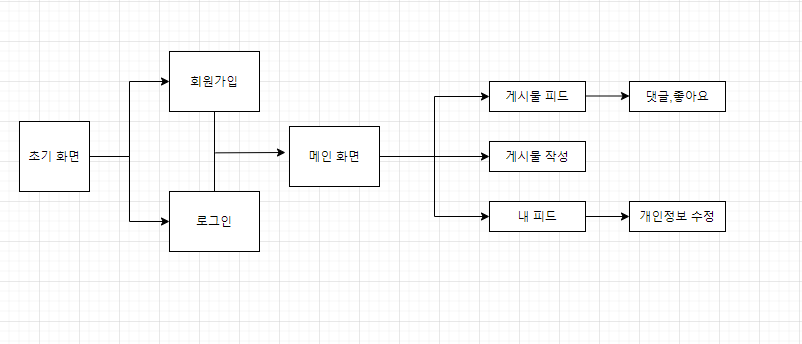 초기 화면
회원가입
로그인
메인 화면
게시물 피드
댓글,좋아요
게시물 작성
내 피드
개인정보 수정